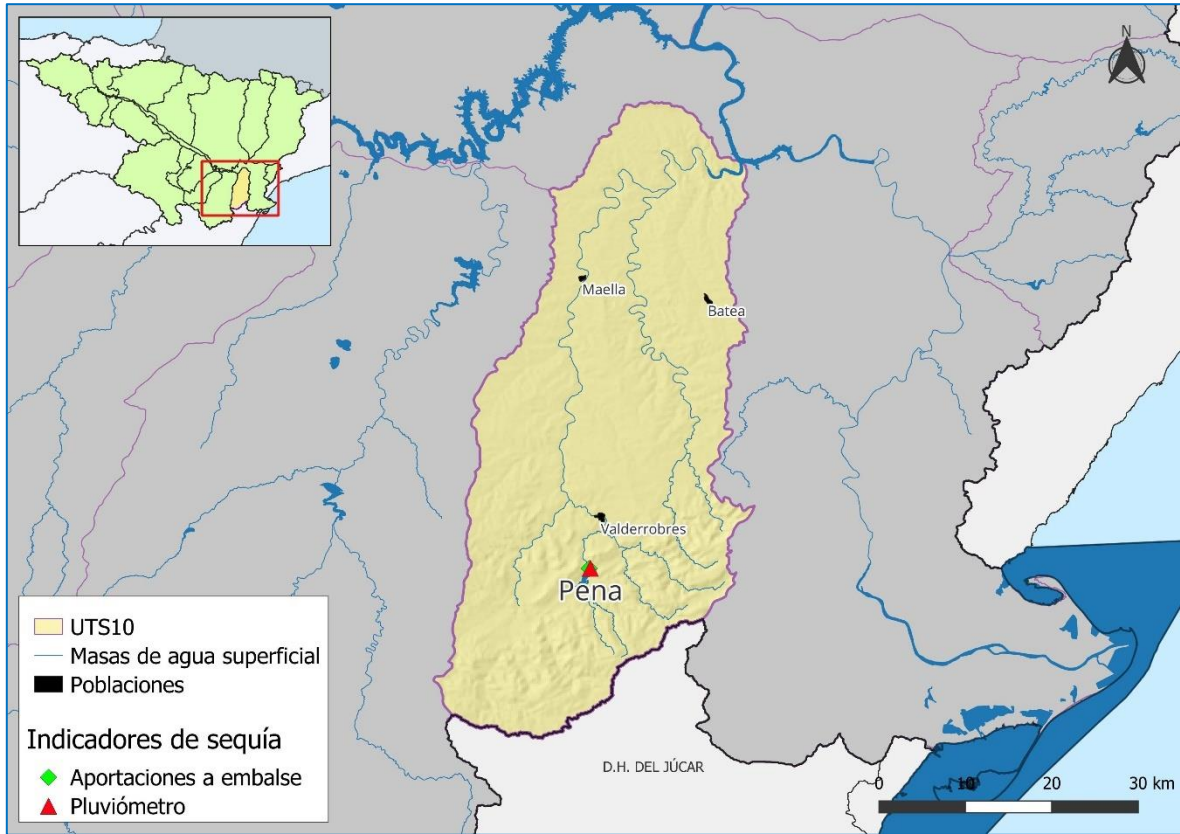 N
Maella
Batea
Valderrobres
Pena
UTS10
Masas de agua superficial
Poblaciones
Indicadores de sequía
Aportaciones a embalse
Pluviómetro
D.H. DEL JÚCAR
0 10 20 30 km